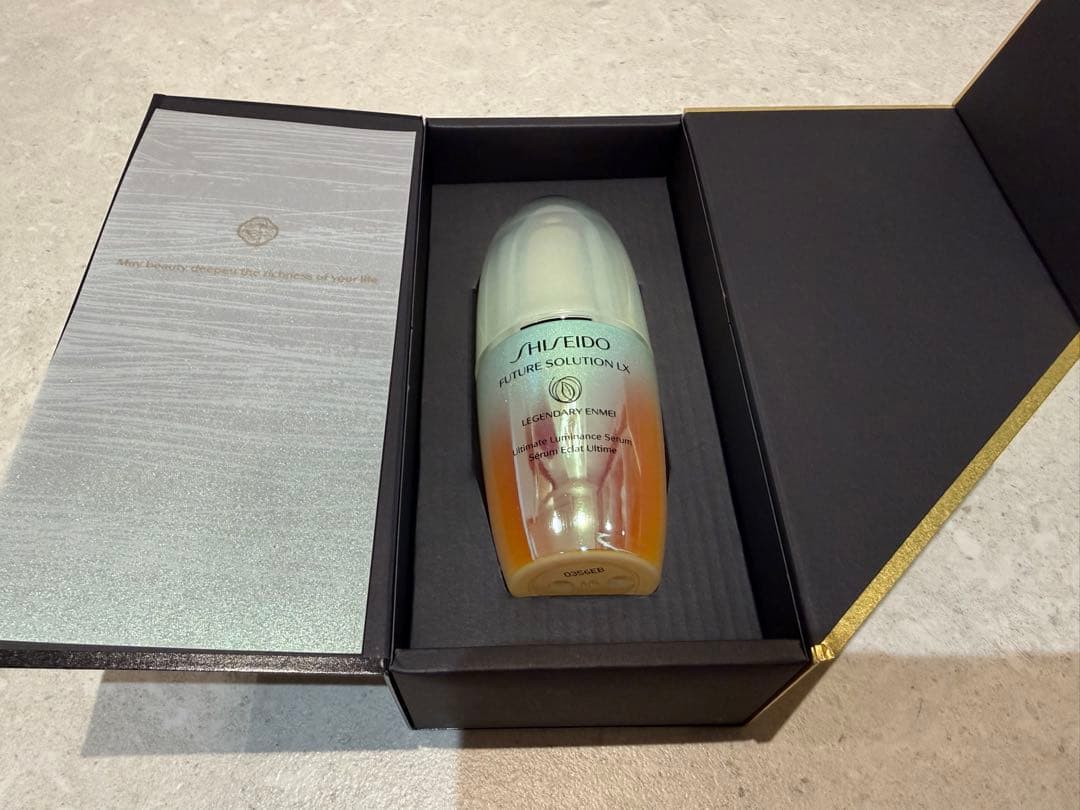 May beauty deepen the richness of your life
SHISEIDO
FUTURE SOLUTION LX
LEGENDARY ENMEI
Ultimate Luminance Serum
Sérum Éclat Ultime
0356EB